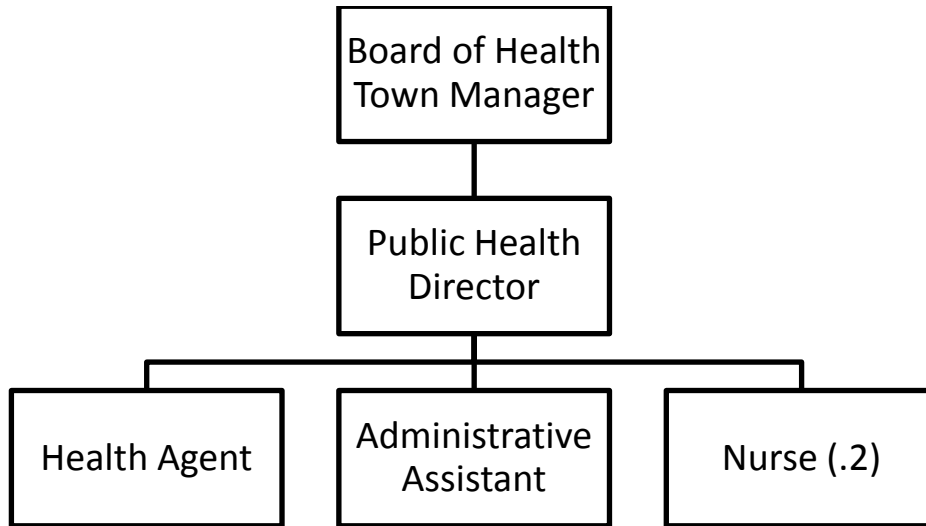 Board of Health
Town Manager
Public Health
Director
Health Agent
Administrative
Assistant
Nurse (.2)